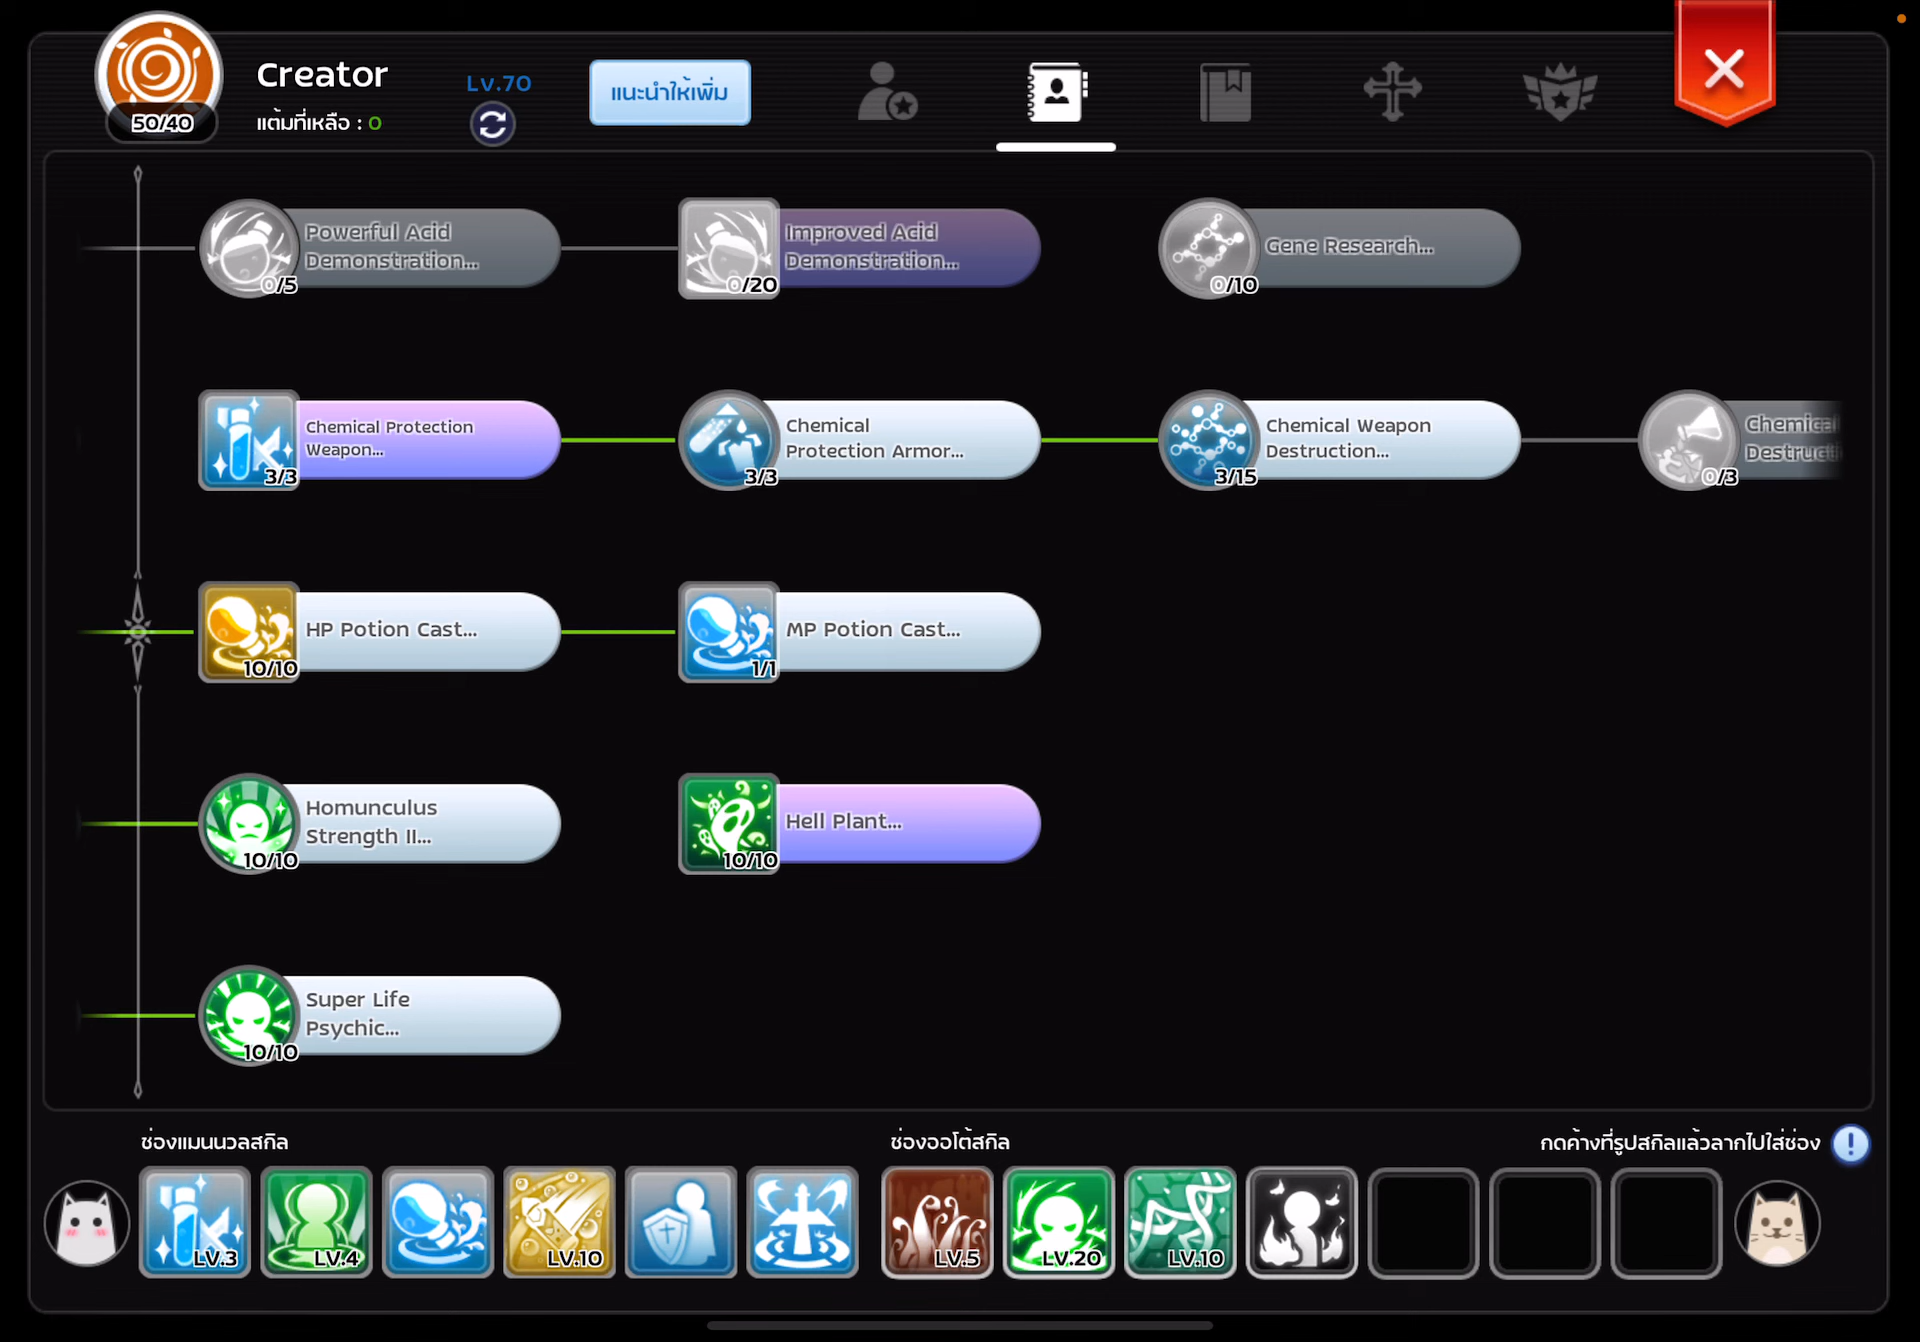 Creator
Lv.70
แนะนำให้เพิ่ม
50/40
แต้มที่เหลือ : 0
Powerful Acid
Demonstration...
0/5
Improved Acid
Demonstration...
0/20
Gene Research...
0/10
Chemical Protection
Weapon...
3/3
Chemical
Protection Armor...
3/3
Chemical Weapon
Destruction...
3/15
Chemical
Destructi
0/3
HP Potion Cast...
10/10
MP Potion Cast...
1/1
Homunculus
Strength II...
10/10
Hell Plant...
10/10
Super Life
Psychic...
10/10
ช่องแมนนวลสกิล
ช่องออโต้สกิล
กดค้างที่รูปสกิลแล้วลากไปใส่ช่อง
LV.3
LV.4
LV.10
LV.5
LV.20
LV.10